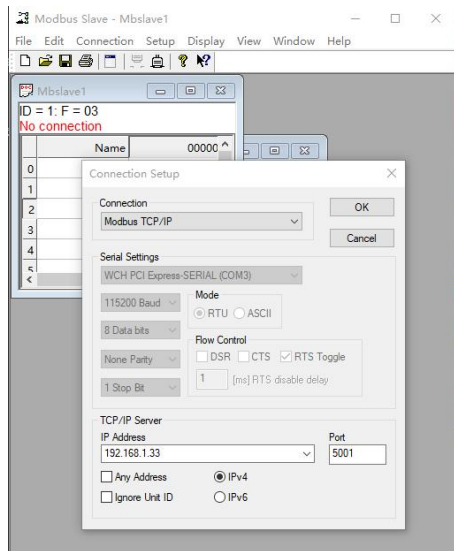 Modbus Slave - Mbslave1
File Edit Connection Setup Display View Window Help
Mbslave1
ID = 1: F = 03
No connection
Name 00000
0
1
2
3
4
5
Connection Setup
Connection
Modbus TCP/IP
OK
Cancel
Serial Settings
WCH PCI Express-SERIAL (COM3)
115200 Baud
Mode
RTU ASCII
8 Data bits
Flow Control
DSR CTS RTS Toggle
None Parity
1 [ms] RTS disable delay
1 Stop Bit
TCP/IP Server
IP Address Port
192.168.1.33 5001
Any Address IPv4
Ignore Unit ID IPv6